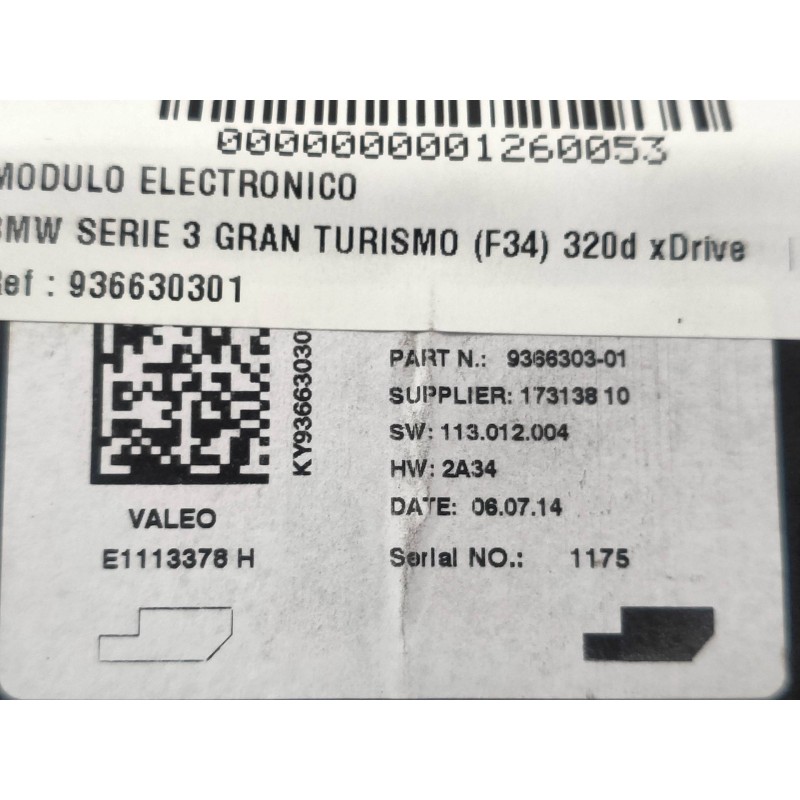 0000000001260053
MODULO ELECTRONICO
BMW SERIE 3 GRAN TURISMO (F34) 320d xDrive
Ref : 936630301
KY93663030
PART N.: 9366303-01
SUPPLIER: 173138 10
SW: 113.012.004
HW: 2A34
DATE: 06.07.14
Serial NO.: 1175
VALEO
E1113378 H